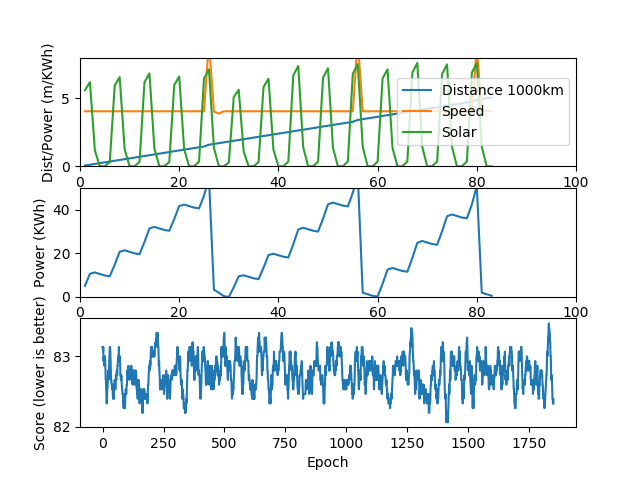 Dist/Power (m/KWh)
5
0
Distance 1000km
Speed
Solar
0 20 40 60 80 100
Power (KWh)
40
20
0
0 20 40 60 80 100
Score (lower is better)
83
82
0 250 500 750 1000 1250 1500 1750
Epoch